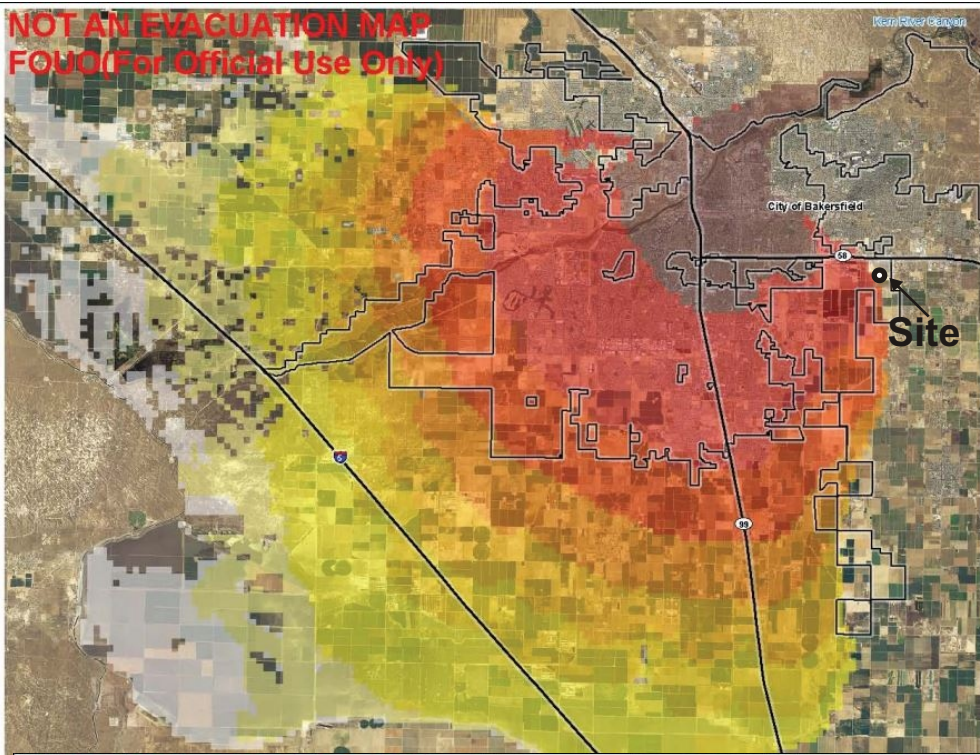 NOT AN EVACUATION MAP
FOUO(For Official Use Only)
Kern River Canyon
City of Bakersfield
58
Site
5
99